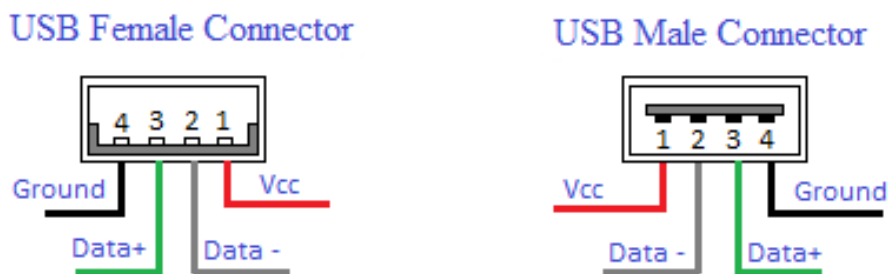 USB Female Connector
4 3 2 1
Ground
Vcc
Data+
Data -
USB Male Connector
1 2 3 4
Vcc
Ground
Data -
Data+